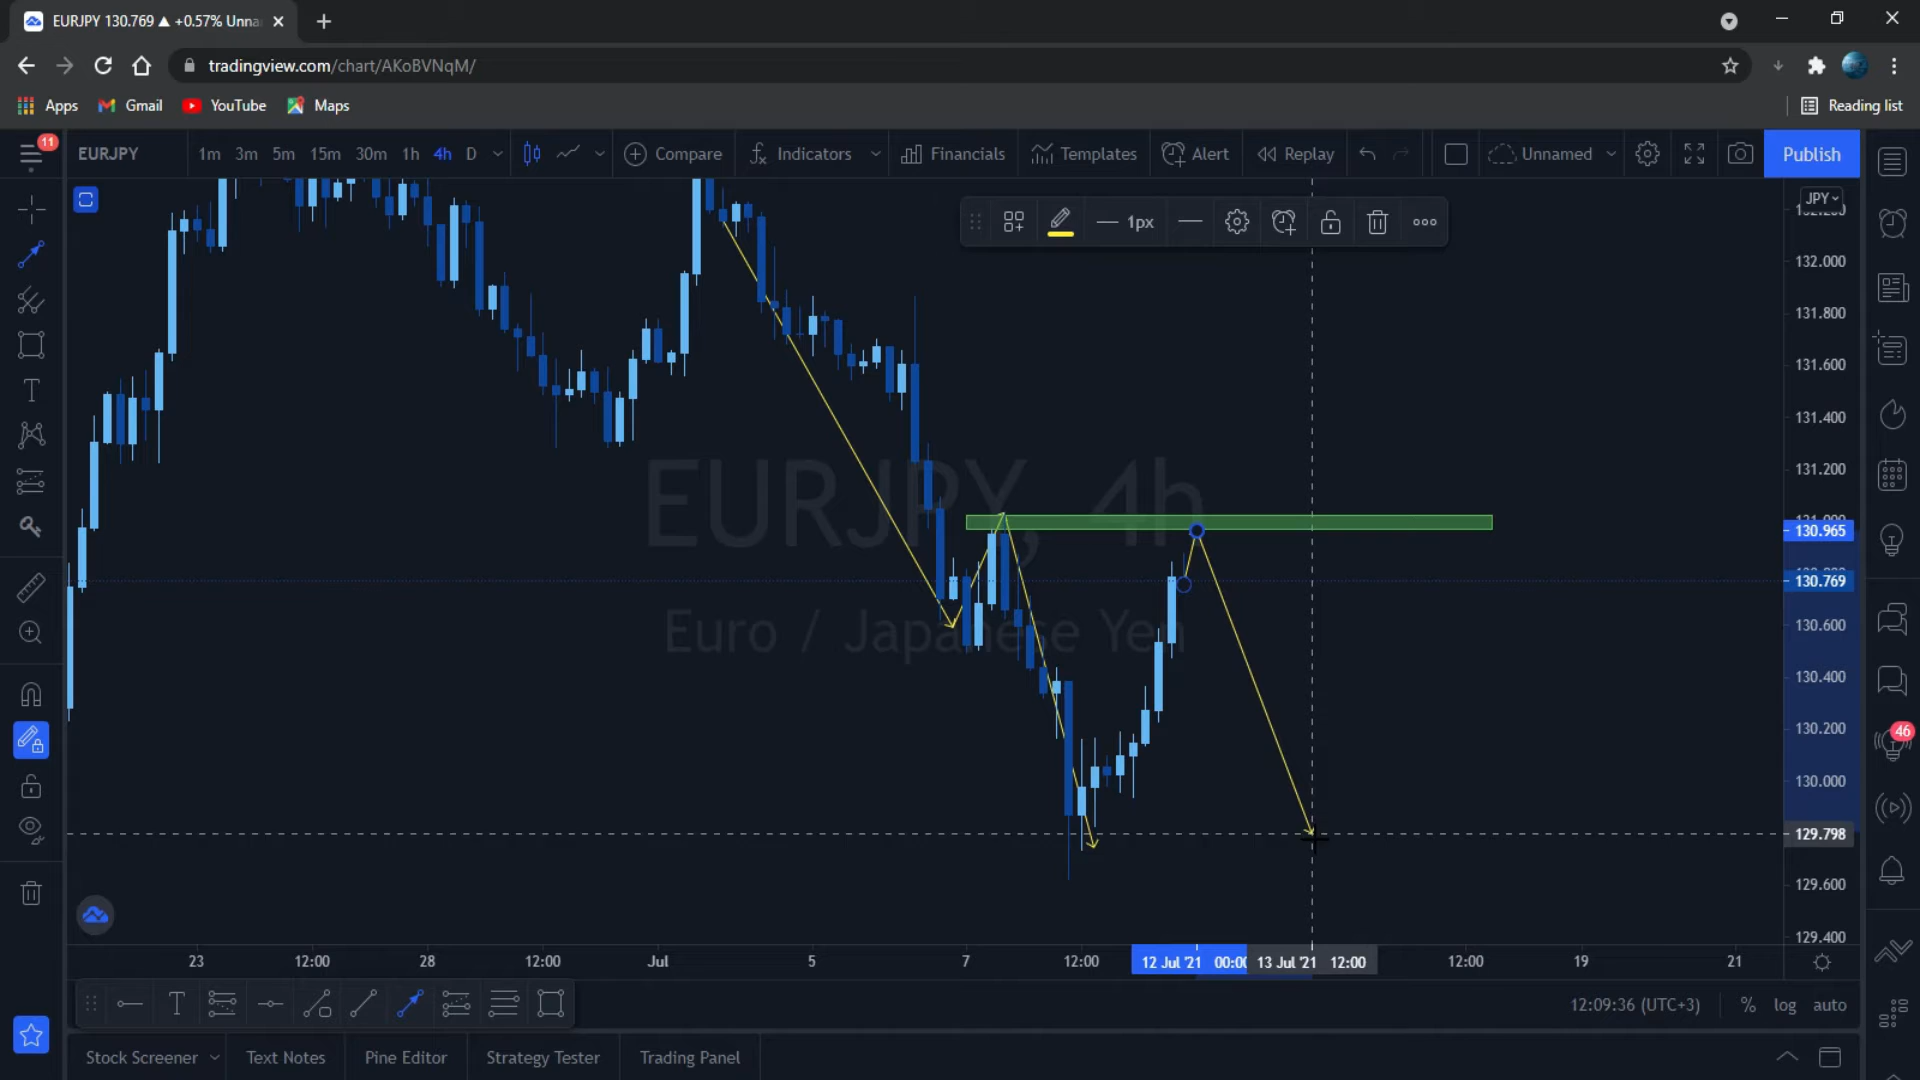 EURJPY 130.769 ▲ +0.57% Unna
tradingview.com/chart/AKoBVNqM/
Apps Gmail YouTube Maps Reading list
11 EURJPY 1m 3m 5m 15m 30m 1h 4h D Compare Indicators Financials Templates Alert Replay Unnamed Publish
JPY
1px
132.000
131.800
131.600
131.400
131.200
EURJPY, 4h
130.965
130.769
Euro / Japanese Yen
130.600
130.400
130.200
46
130.000
129.798
129.600
129.400
23 12:00 28 12:00 Jul 5 7 12:00 12 Jul '21 00:00 13 Jul '21 12:00 12:00 19 21
T 12:09:36 (UTC+3) % log auto
Stock Screener Text Notes Pine Editor Strategy Tester Trading Panel